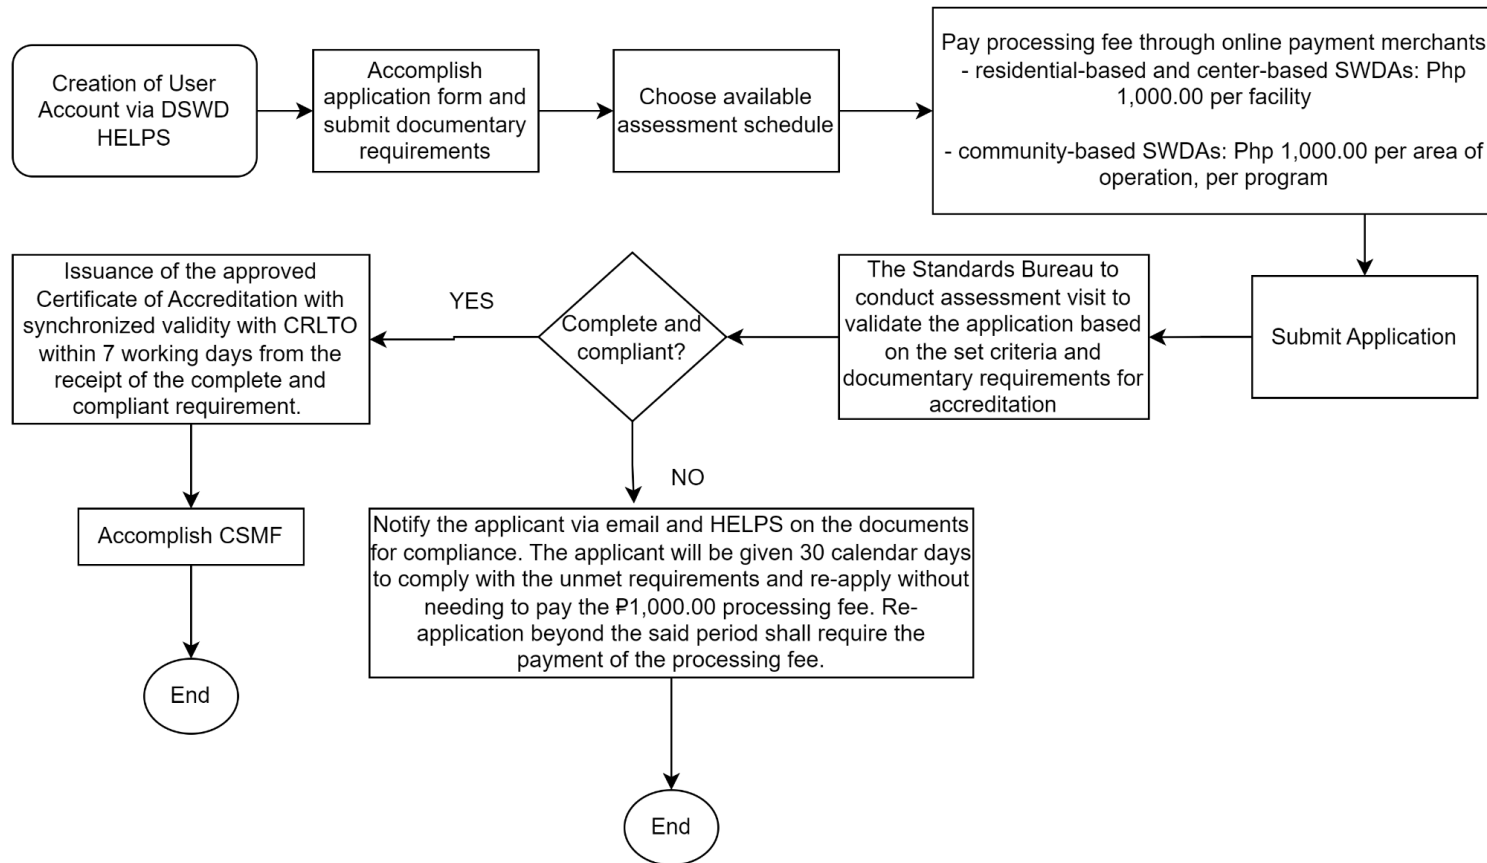 Creation of User
Account via DSWD
HELPS
Accomplish
application form and
submit documentary
requirements
Choose available
assessment schedule
Pay processing fee through online payment merchants
- residential-based and center-based SWDAs: Php
1,000.00 per facility
- community-based SWDAs: Php 1,000.00 per area of
operation, per program
Submit Application
The Standards Bureau to
conduct assessment visit to
validate the application based
on the set criteria and
documentary requirements for
accreditation
Complete and
compliant?
YES
Issuance of the approved
Certificate of Accreditation with
synchronized validity with CRLTO
within 7 working days from the
receipt of the complete and
compliant requirement.
Accomplish CSMF
End
NO
Notify the applicant via email and HELPS on the documents
for compliance. The applicant will be given 30 calendar days
to comply with the unmet requirements and re-apply without
needing to pay the ₱1,000.00 processing fee. Re-
application beyond the said period shall require the
payment of the processing fee.
End